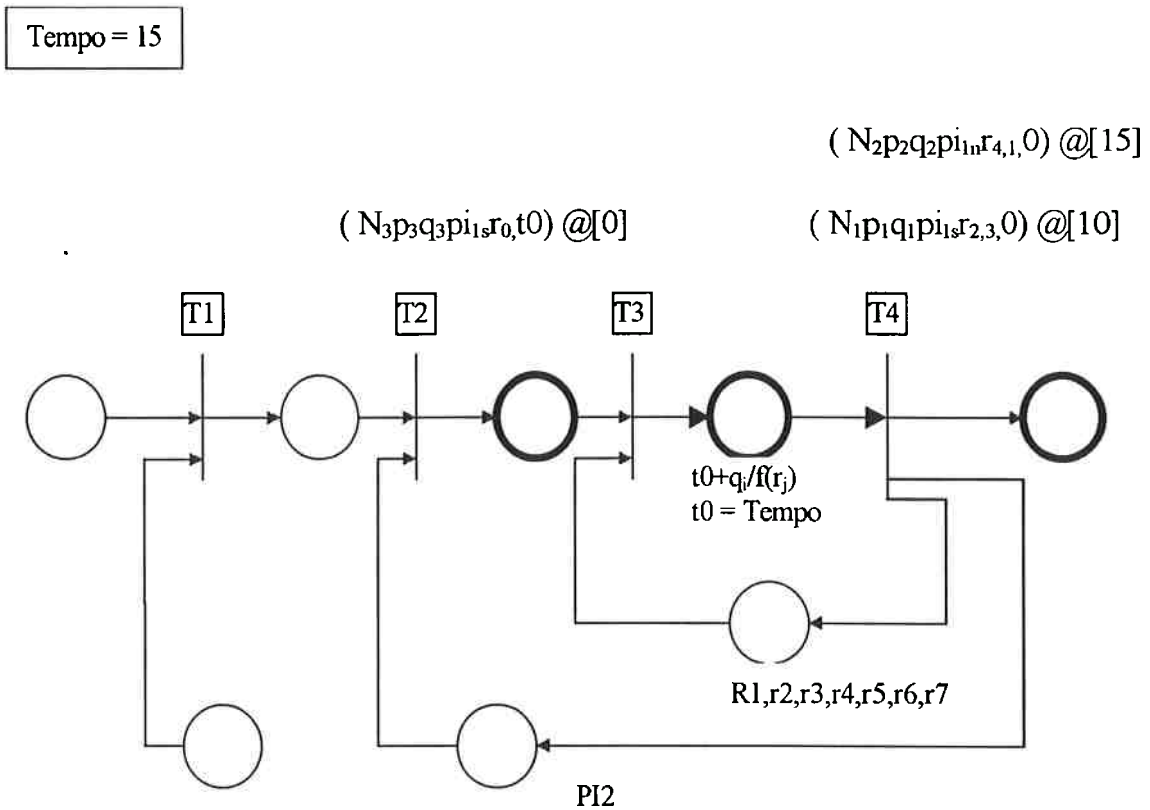 Tempo = 15
( N₂p₂q₂pi₁ₙr₄,₁,0) @[15]
( N₃p₃q₃pi₁ₛr₀,t0) @[0]
( N₁p₁q₁pi₁ₛr₂,₃,0) @[10]
T1
T2
T3
T4
t0+qᵢ/f(rⱼ)
t0 = Tempo
R1,r2,r3,r4,r5,r6,r7
PI2